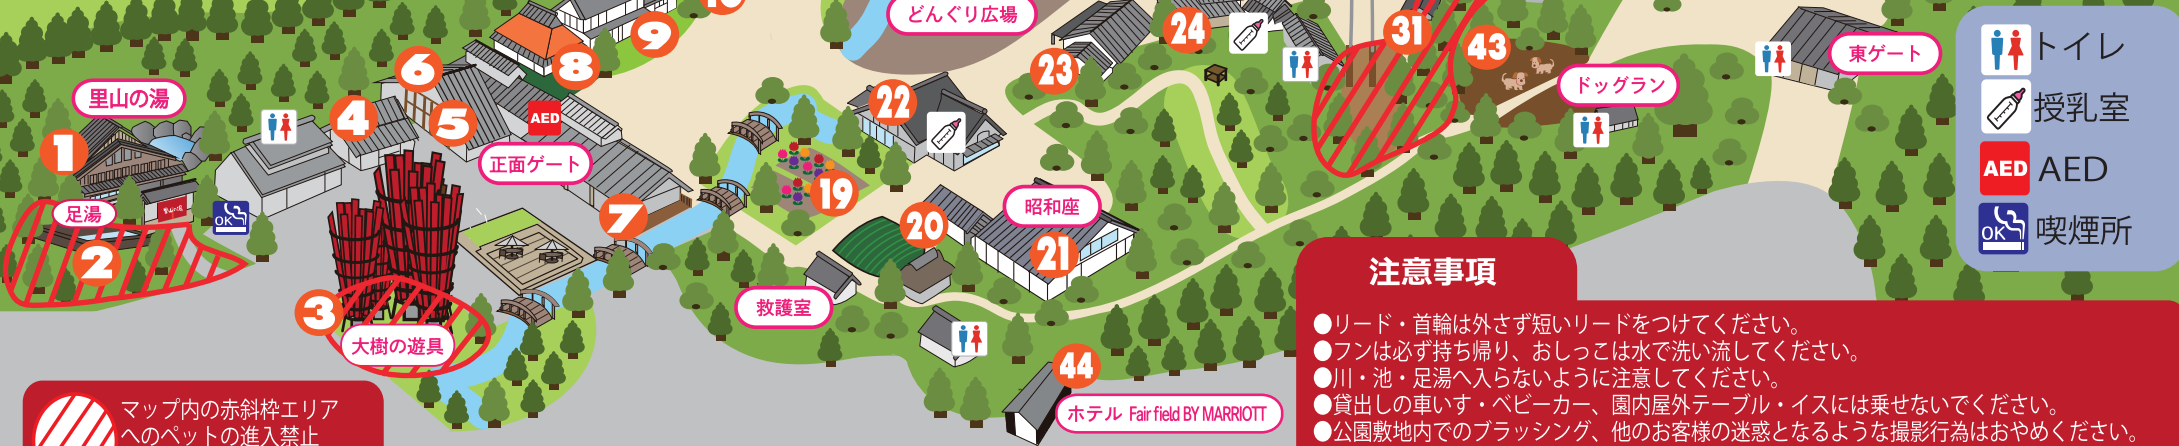 10
どんぐり広場
9
24
31
43
6
8
23
東ゲート
トイレ
里山の湯
22
ドッグラン
4
5
AED
授乳室
1
正面ゲート
AED
AED
19
昭和座
足湯
7
OK
20
OK
喫煙所
2
21
注意事項
3
救護室
大樹の遊具
●リード・首輪は外さず短いリードをつけてください。
●フンは必ず持ち帰り、おしっこは水で洗い流してください。
44
●川・池・足湯へ入らないように注意してください。
ホテル Fair field BY MARRIOTT
●貸出しの車いす・ベビーカー、園内屋外テーブル・イスには乗せないでください。
●公園敷地内でのブラッシング、他のお客様の迷惑となるような撮影行為はおやめください。
マップ内の赤斜枠エリア
へのペットの進入禁止